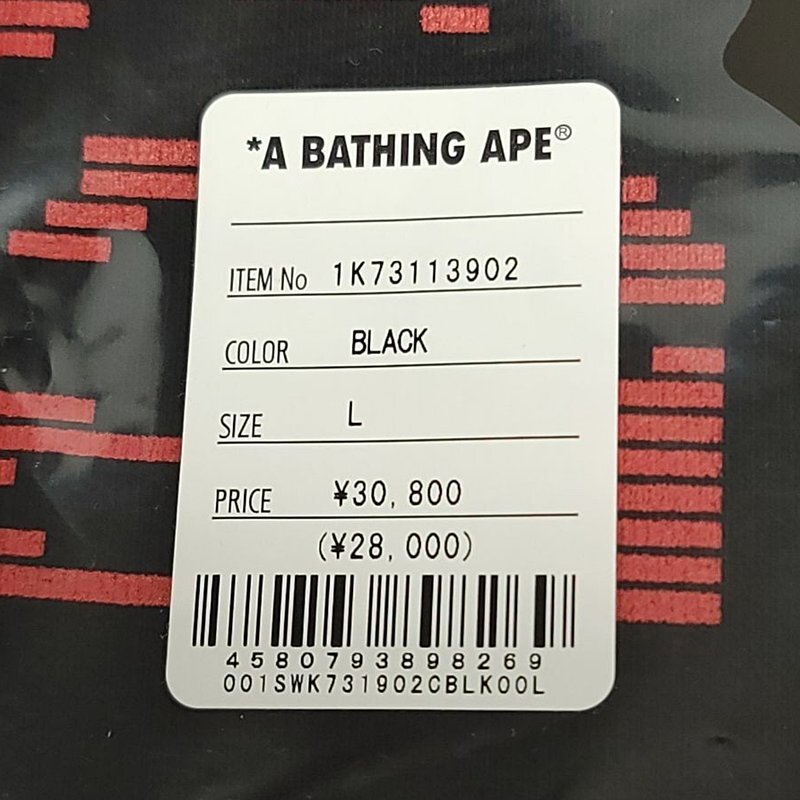 *A BATHING APE®
ITEM No 1K73113902
COLOR BLACK
SIZE L
PRICE ¥30,800
(¥28,000)
4580793898269
001SWK731902CBLK00L